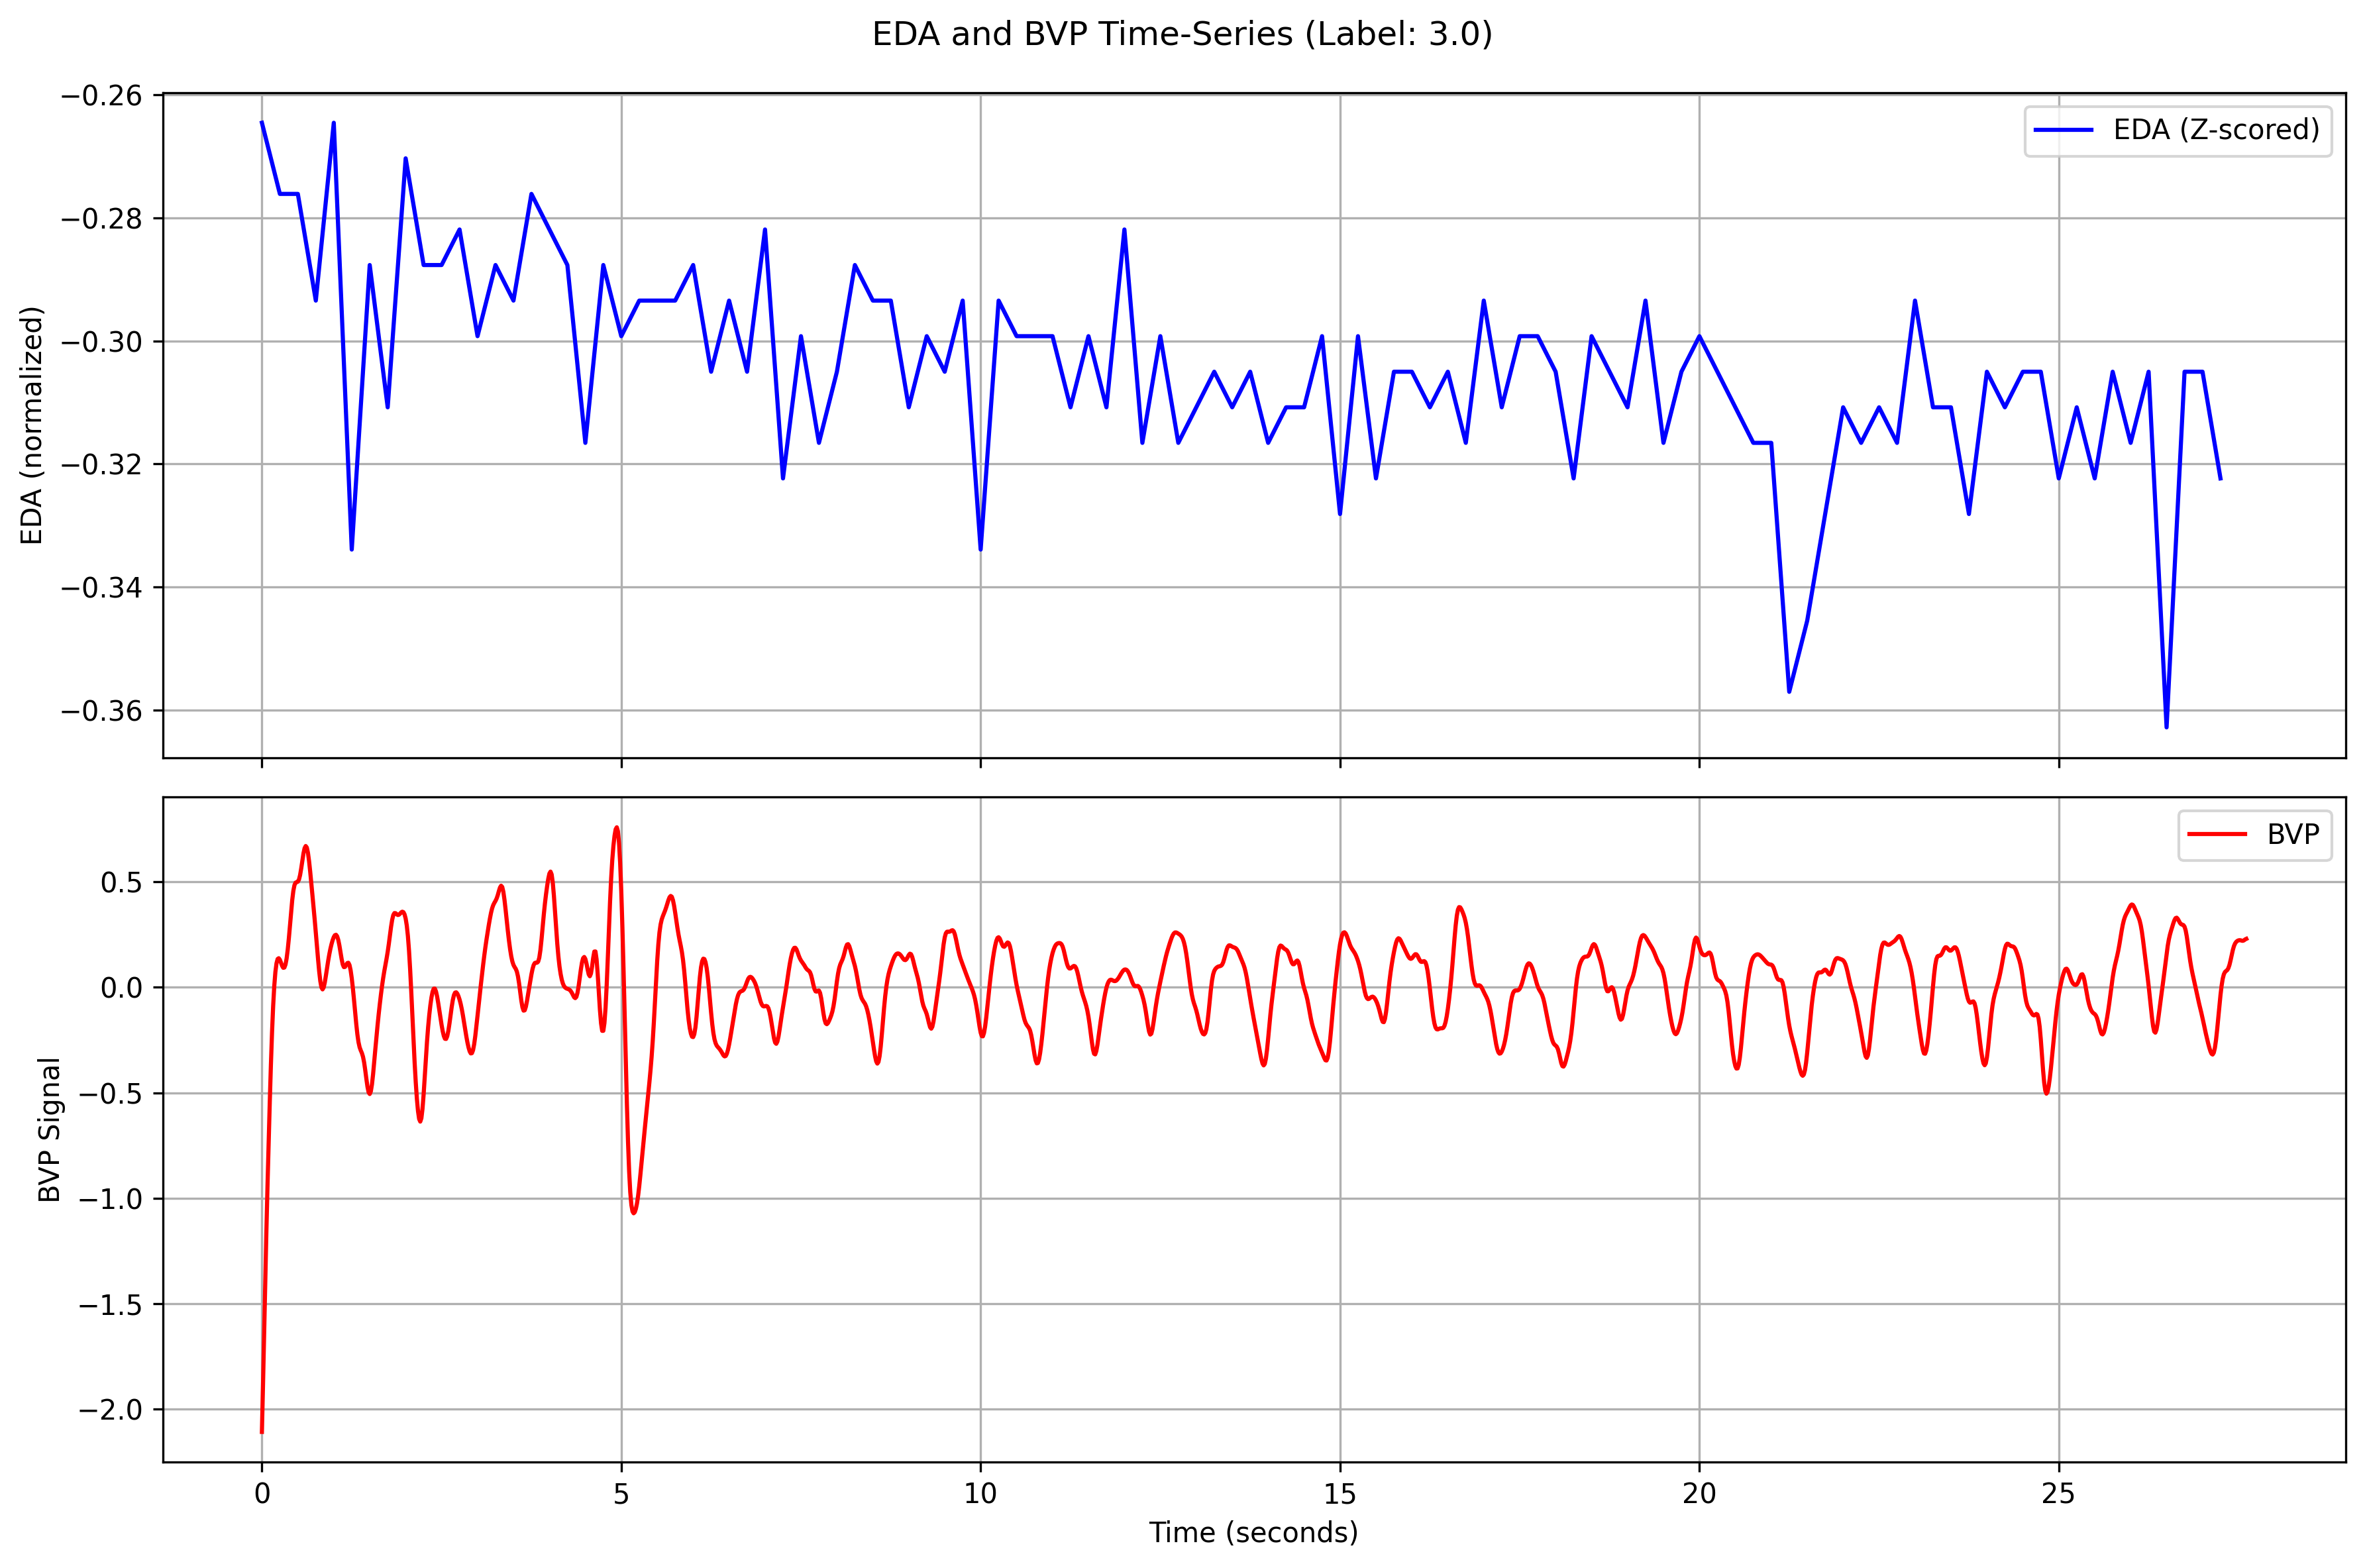 EDA and BVP Time-Series (Label: 3.0)
−0.26
−0.28
−0.30
−0.32
−0.34
−0.36
EDA (normalized)
EDA (Z-scored)
0.5
0.0
−0.5
−1.0
−1.5
−2.0
BVP Signal
BVP
0 5 10 15 20 25
Time (seconds)